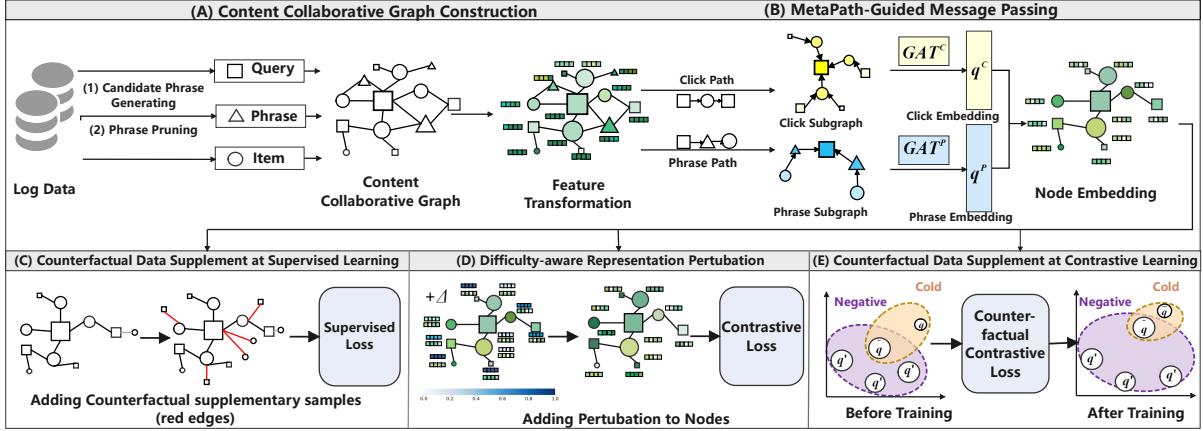 (A) Content Collaborative Graph Construction
(B) MetaPath-Guided Message Passing
Log Data
(1) Candidate Phrase
Generating
(2) Phrase Pruning
Query
Phrase
Item
Content
Collaborative Graph
Feature
Transformation
Click Path
Phrase Path
Click Subgraph
Phrase Subgraph
GAT^C
GAT^P
q^C
Click Embedding
q^P
Phrase Embedding
Node Embedding
(C) Counterfactual Data Supplement at Supervised Learning
Supervised
Loss
Adding Counterfactual supplementary samples
(red edges)
(D) Difficulty-aware Representation Pertubation
+Δ
0.0 0.2 0.4 0.6 0.8 1.0
Contrastive
Loss
Adding Pertubation to Nodes
(E) Counterfactual Data Supplement at Contrastive Learning
Negative
Cold
q
q̄
q'
q'
q'
Before Training
Counter-
factual
Contrastive
Loss
Negative
Cold
q'
q'
q'
After Training